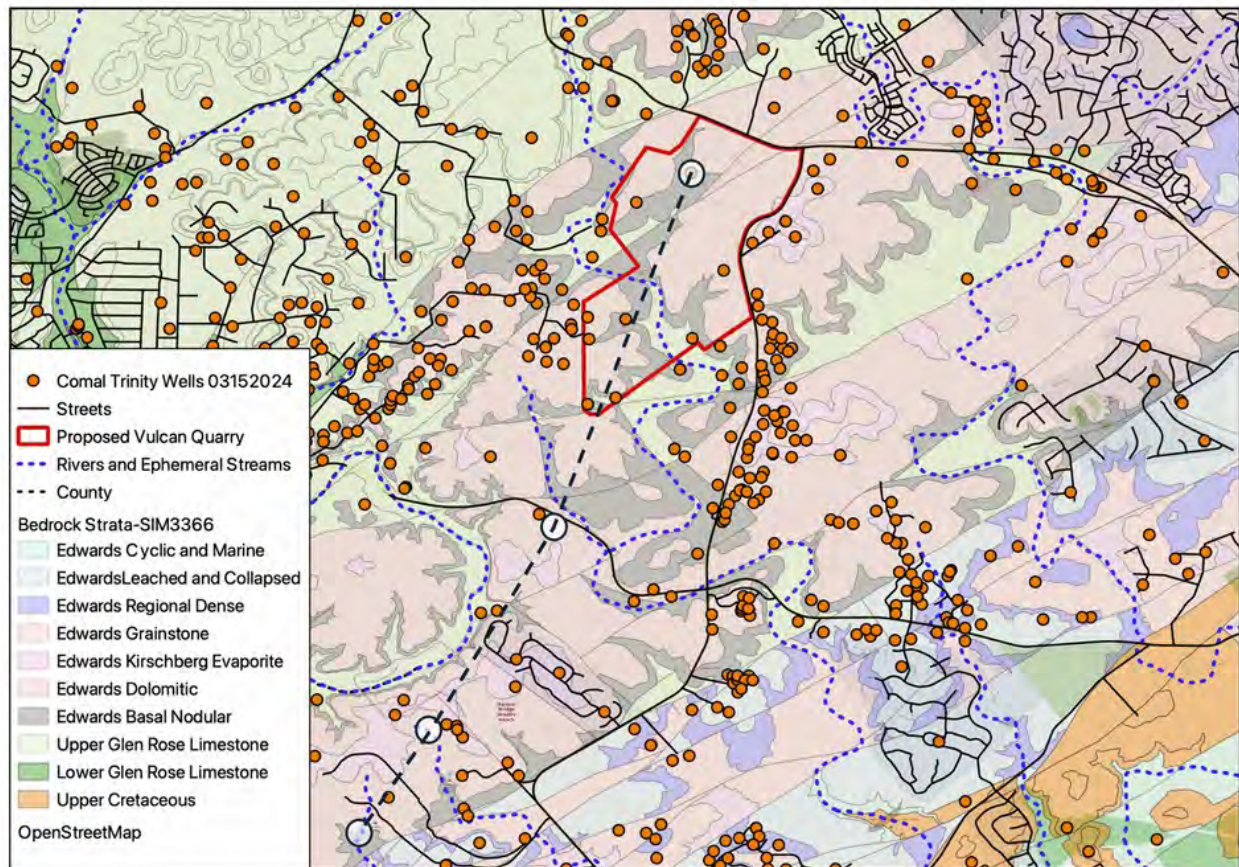 Comal Trinity Wells 03152024
Streets
Proposed Vulcan Quarry
Rivers and Ephemeral Streams
County
Bedrock Strata-SIM3366
Edwards Cyclic and Marine
EdwardsLeached and Collapsed
Edwards Regional Dense
Edwards Grainstone
Edwards Kirschberg Evaporite
Edwards Dolomitic
Edwards Basal Nodular
Upper Glen Rose Limestone
Lower Glen Rose Limestone
Upper Cretaceous
OpenStreetMap